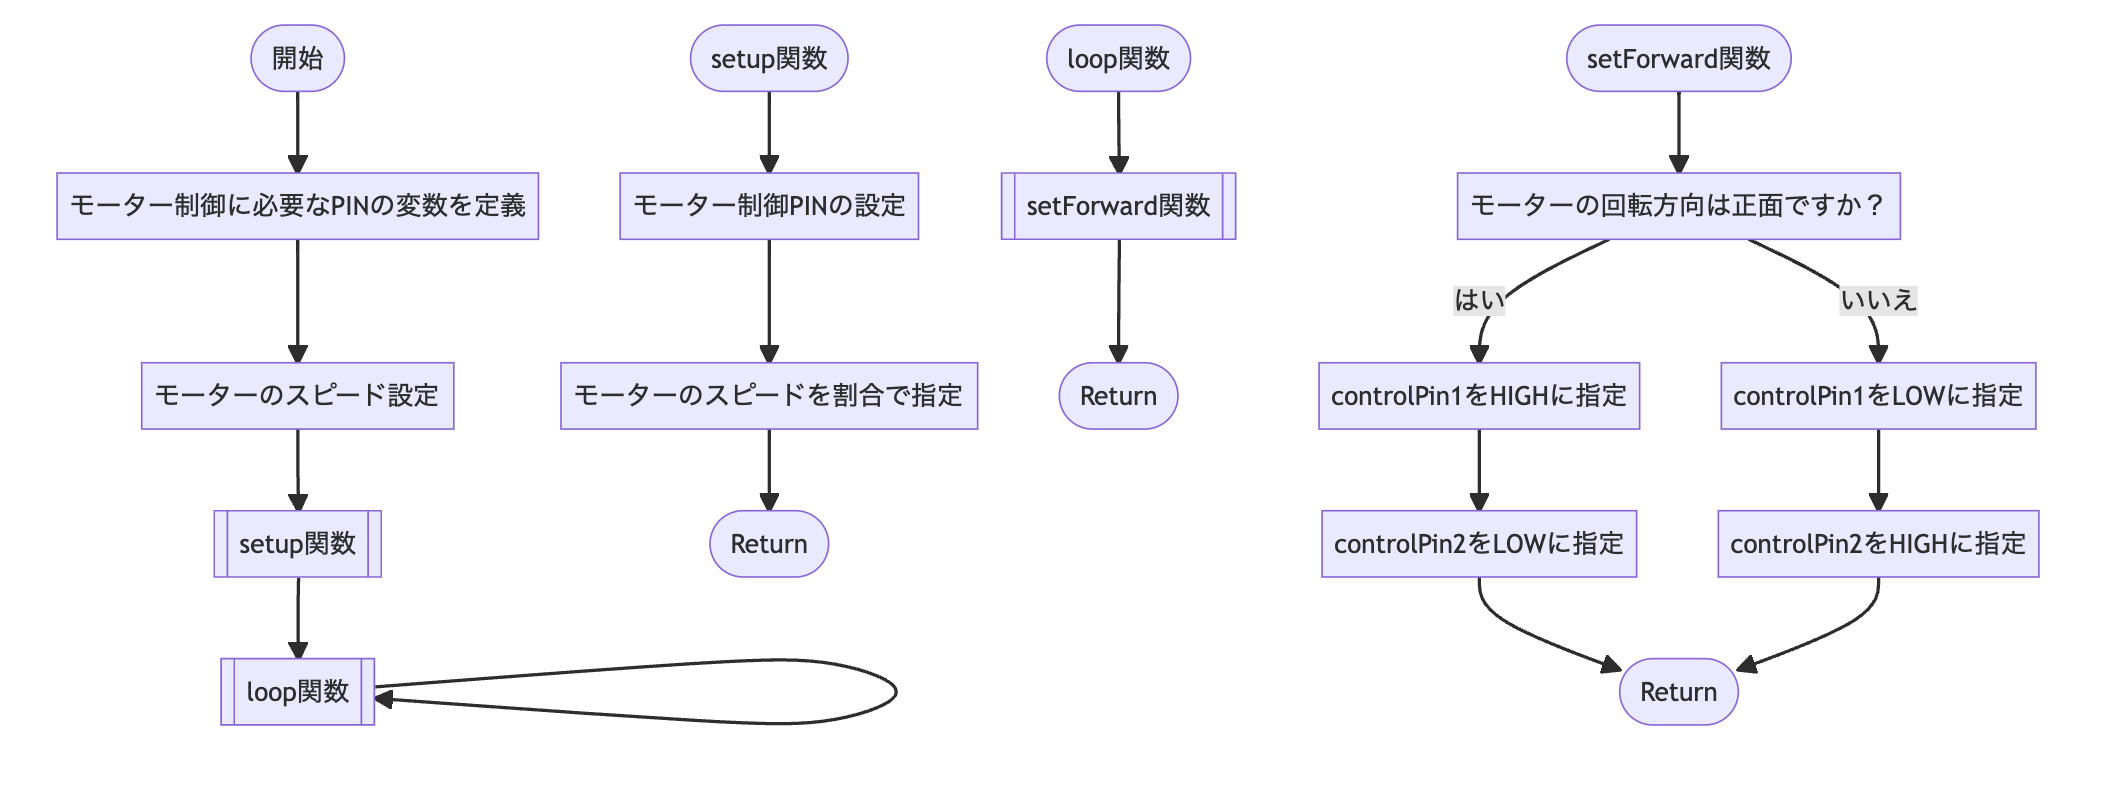 開始
モーター制御に必要なPINの変数を定義
モーターのスピード設定
setup関数
loop関数
setup関数
モーター制御PINの設定
モーターのスピードを割合で指定
Return
loop関数
setForward関数
Return
setForward関数
モーターの回転方向は正面ですか？
はい
いいえ
controlPin1をHIGHに指定
controlPin1をLOWに指定
controlPin2をLOWに指定
controlPin2をHIGHに指定
Return